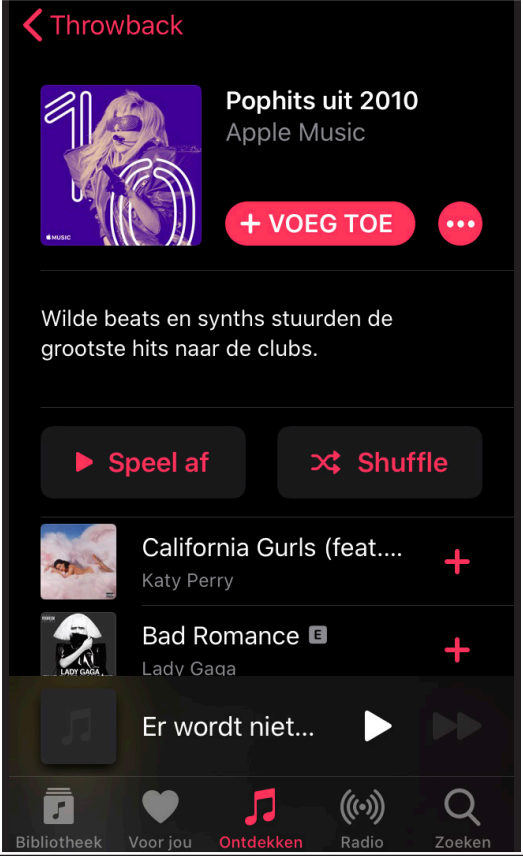 Throwback
Pophits uit 2010
Apple Music
10
MUSIC
+ VOEG TOE
Wilde beats en synths stuurden de
grootste hits naar de clubs.
Speel af
Shuffle
California Gurls (feat....
Katy Perry
Bad Romance E
Lady Gaga
LADY GAGA
Er wordt niet...
Bibliotheek
Voor jou
Ontdekken
Radio
Zoeken